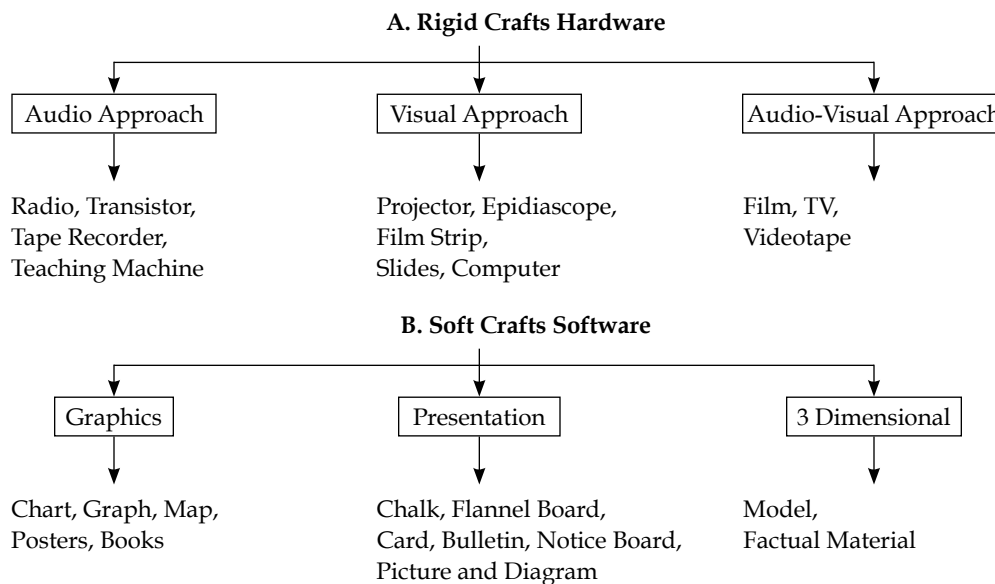 A. Rigid Crafts Hardware
Audio Approach
Visual Approach
Audio-Visual Approach
Radio, Transistor,
Tape Recorder,
Teaching Machine
Projector, Epidiascope,
Film Strip,
Slides, Computer
Film, TV,
Videotape
B. Soft Crafts Software
Graphics
Presentation
3 Dimensional
Chart, Graph, Map,
Posters, Books
Chalk, Flannel Board,
Card, Bulletin, Notice Board,
Picture and Diagram
Model,
Factual Material